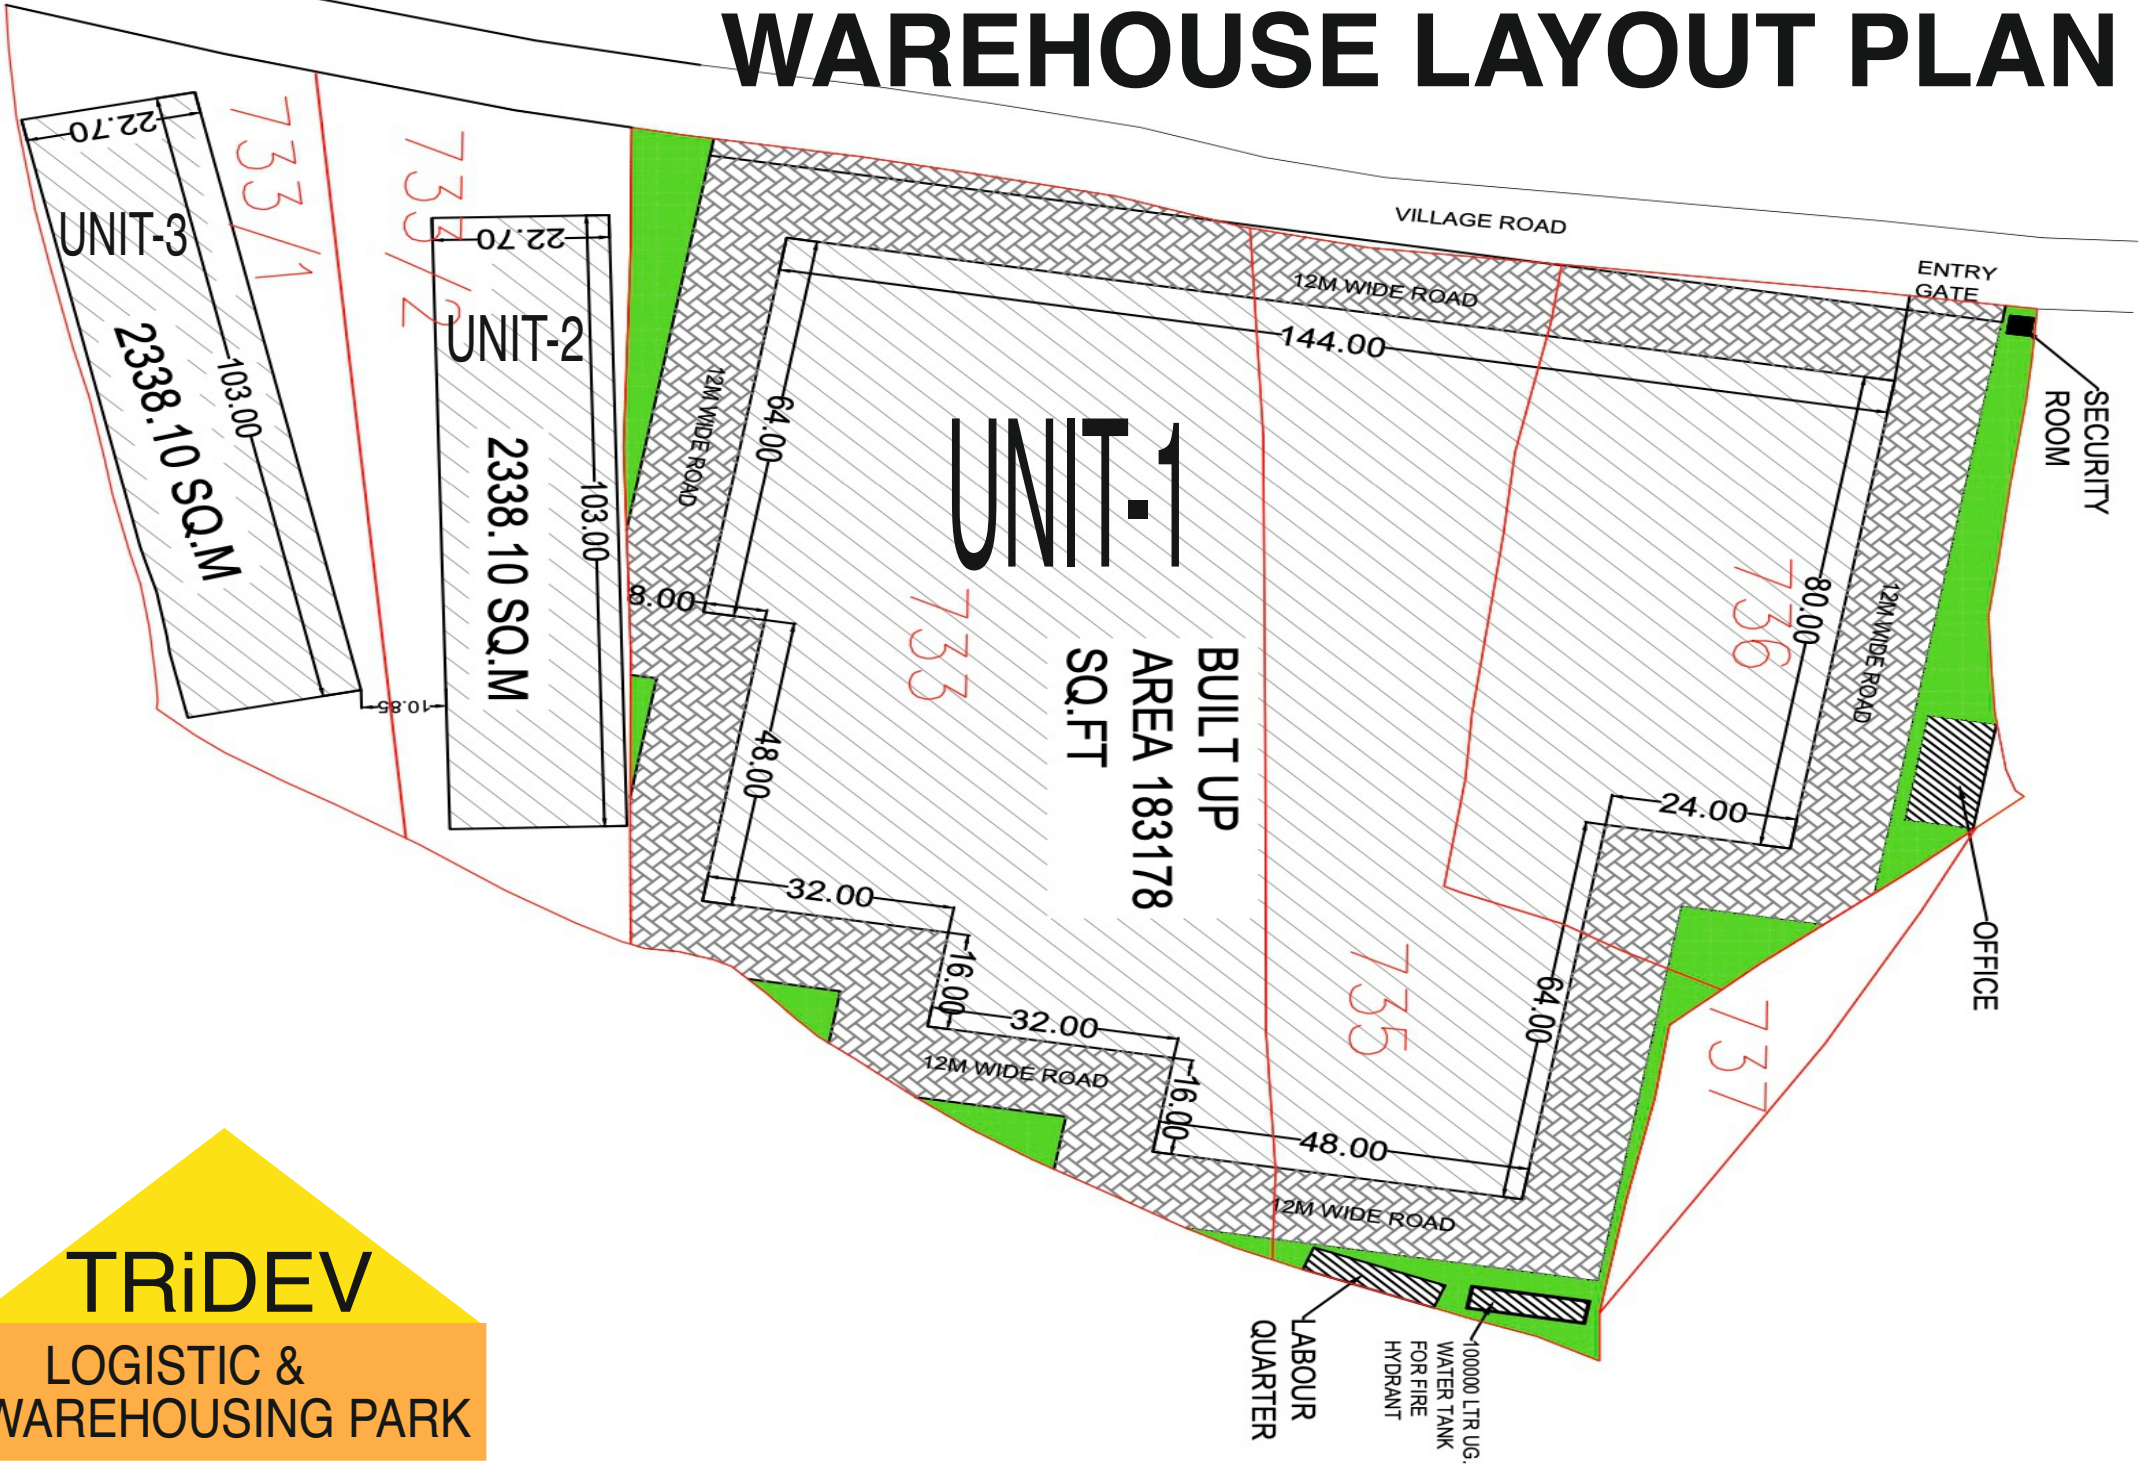 WAREHOUSE LAYOUT PLAN
VILLAGE ROAD
ENTRY
GATE
SECURITY
ROOM
12M WIDE ROAD
144.00
22.70
UNIT-3
103.00
2338.10 SQ.M
733/1
733/2
22.70
UNIT-2
103.00
2338.10 SQ.M
10.85
12M WIDE ROAD
64.00
8.00
48.00
UNIT-1
733
BUILT UP
AREA 183178
SQ.FT
736
80.00
12M WIDE ROAD
24.00
OFFICE
32.00
16.00
32.00
16.00
48.00
64.00
735
737
12M WIDE ROAD
12M WIDE ROAD
LABOUR
QUARTER
100000 LTR UG.
WATER TANK
FOR FIRE
HYDRANT
TRiDEV
LOGISTIC &
WAREHOUSING PARK